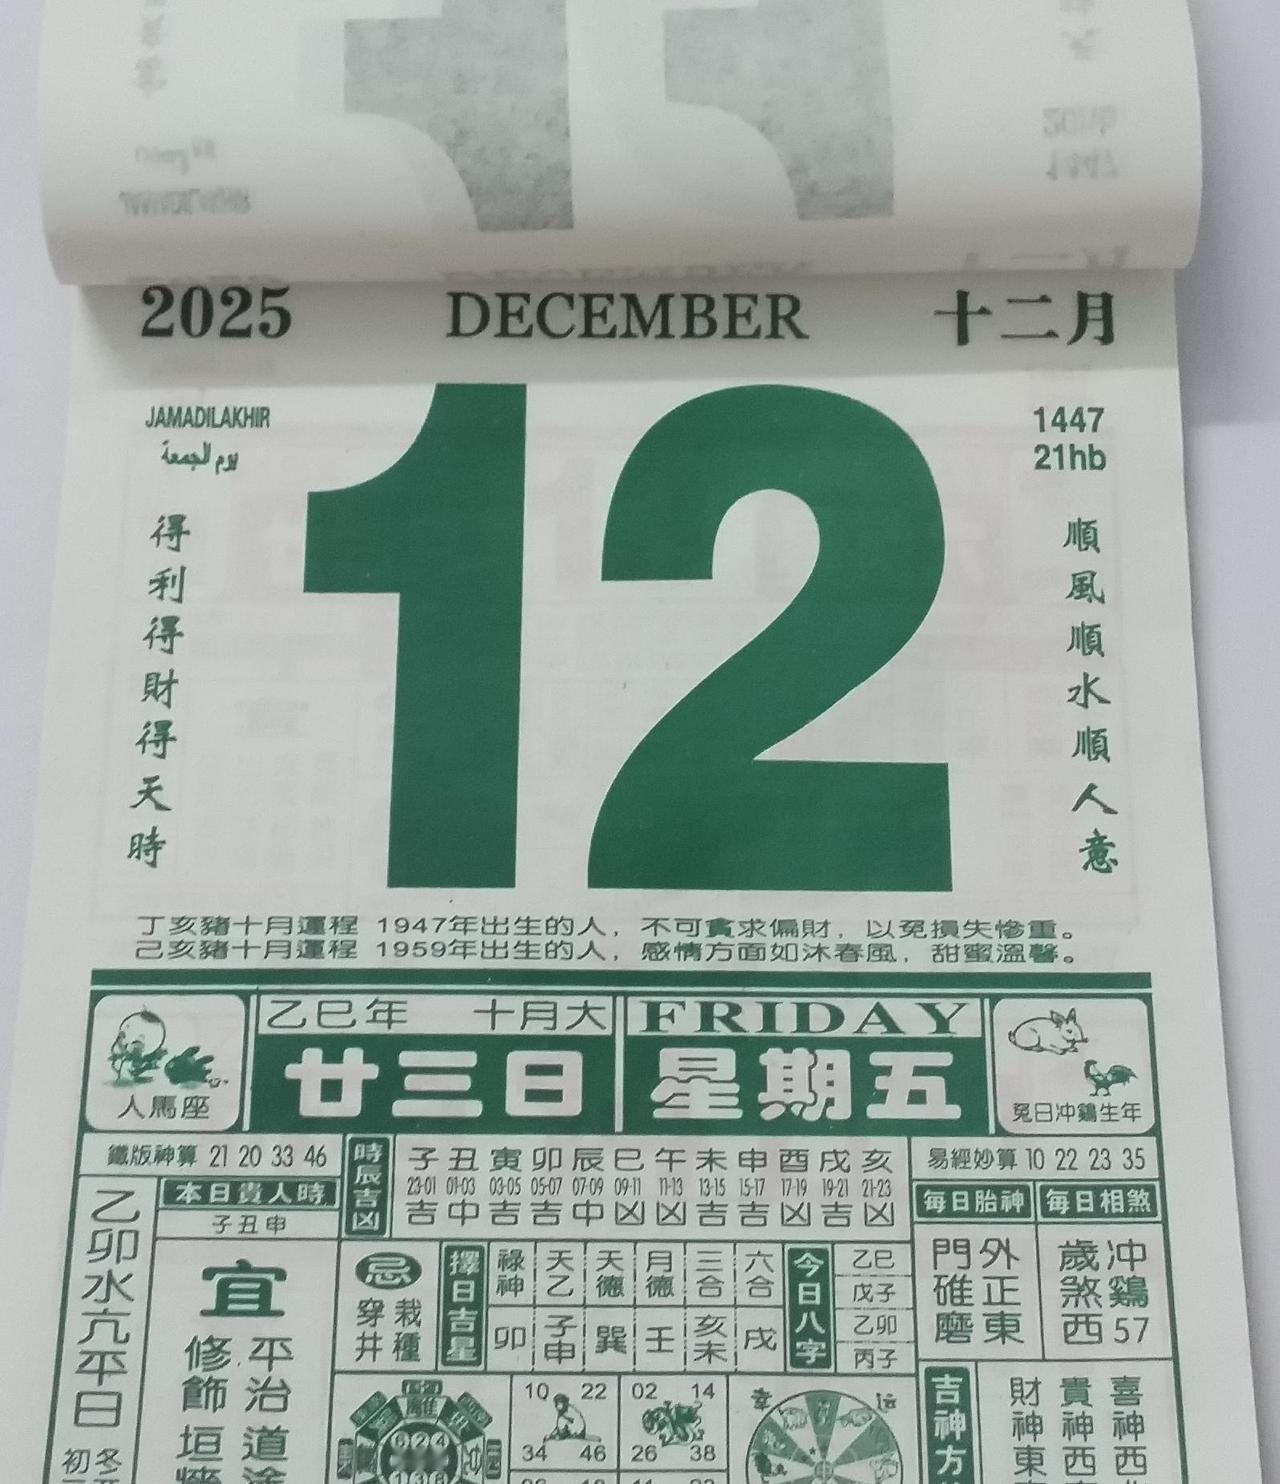 2025 DECEMBER 十二月
JAMADILAKHIR
يوم الجمعة
1447
21hb
得利得財得天時
順風順水順人意
12
丁亥豬十月運程 1947年出生的人，不可貪求偏財，以免損失慘重。
己亥豬十月運程 1959年出生的人，感情方面如沐春風，甜蜜溫馨。
人馬座
乙巳年 十月大
廿三日
FRIDAY
星期五
兔日冲鷄生年
鐵版神算 21 20 33 46
本日貴人時
子丑申
時辰吉凶
子 丑 寅 卯 辰 巳 午 未 申 酉 戌 亥
23-01 01-03 03-05 05-07 07-09 09-11 11-13 13-15 15-17 17-19 19-21 21-23
吉 中 吉 吉 中 凶 凶 吉 吉 凶 吉 凶
易經妙算 10 22 23 35
每日胎神
外正東
門碓磨
每日相煞
冲鷄57
歲煞西
乙卯水亢平日
宜
平治道
修飾垣
忌
栽種
穿井
擇日吉星
祿神 天乙 天德 月德 三合 六合
卯 子申 巽 壬 亥未 戌
今日八字
乙巳
戊子
乙卯
丙子
10 22
34 46
02 14
26 38
吉神方
喜神西
貴神西
財神東